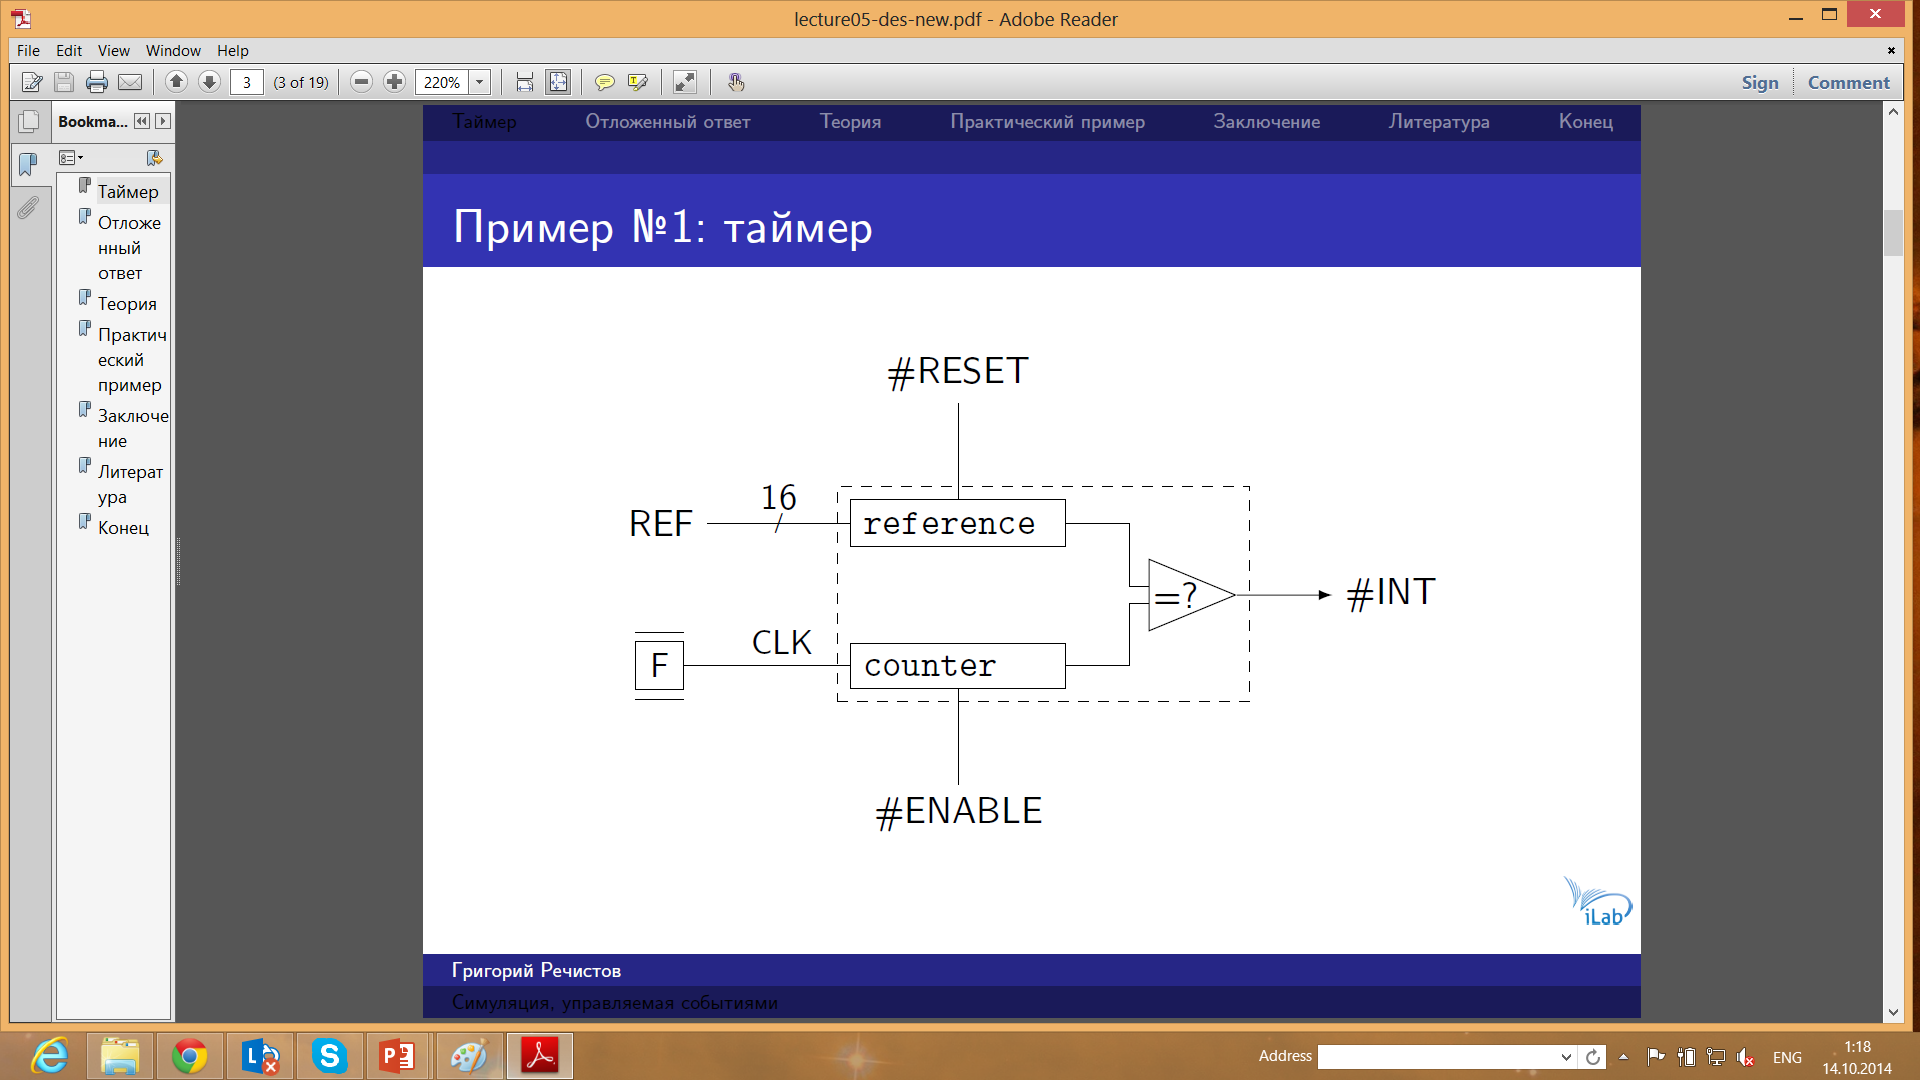 lecture05-des-new.pdf - Adobe Reader
File Edit View Window Help
3 (3 of 19) 220% Sign Comment
Bookma...
Таймер
Отложе
нный
ответ
Теория
Практич
еский
пример
Заключе
ние
Литерат
ура
Конец
Таймер Отложенный ответ Теория Практический пример Заключение Литература Конец
Пример №1: таймер
#RESET
16
REF reference
=? #INT
CLK
F counter
#ENABLE
iLab
Григорий Речистов
Симуляция, управляемая событиями
Address ENG 1:18
14.10.2014